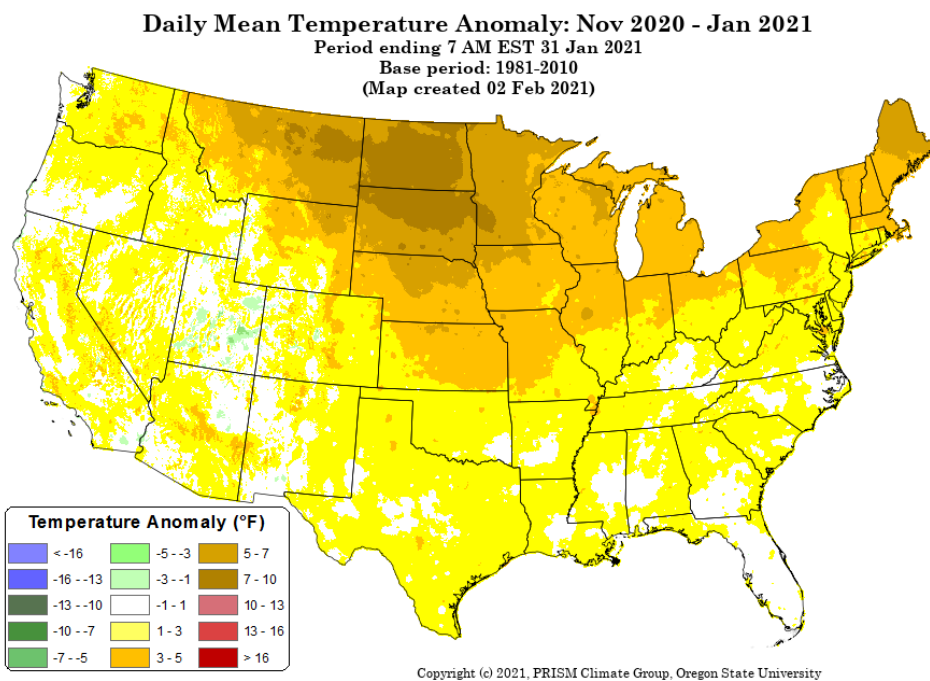 Daily Mean Temperature Anomaly: Nov 2020 - Jan 2021
Period ending 7 AM EST 31 Jan 2021
Base period: 1981-2010
(Map created 02 Feb 2021)
Temperature Anomaly (°F)
< -16
-5 - -3
5 - 7
-16 - -13
-3 - -1
7 - 10
-13 - -10
-1 - 1
10 - 13
-10 - -7
1 - 3
13 - 16
-7 - -5
3 - 5
> 16
Copyright (c) 2021, PRISM Climate Group, Oregon State University